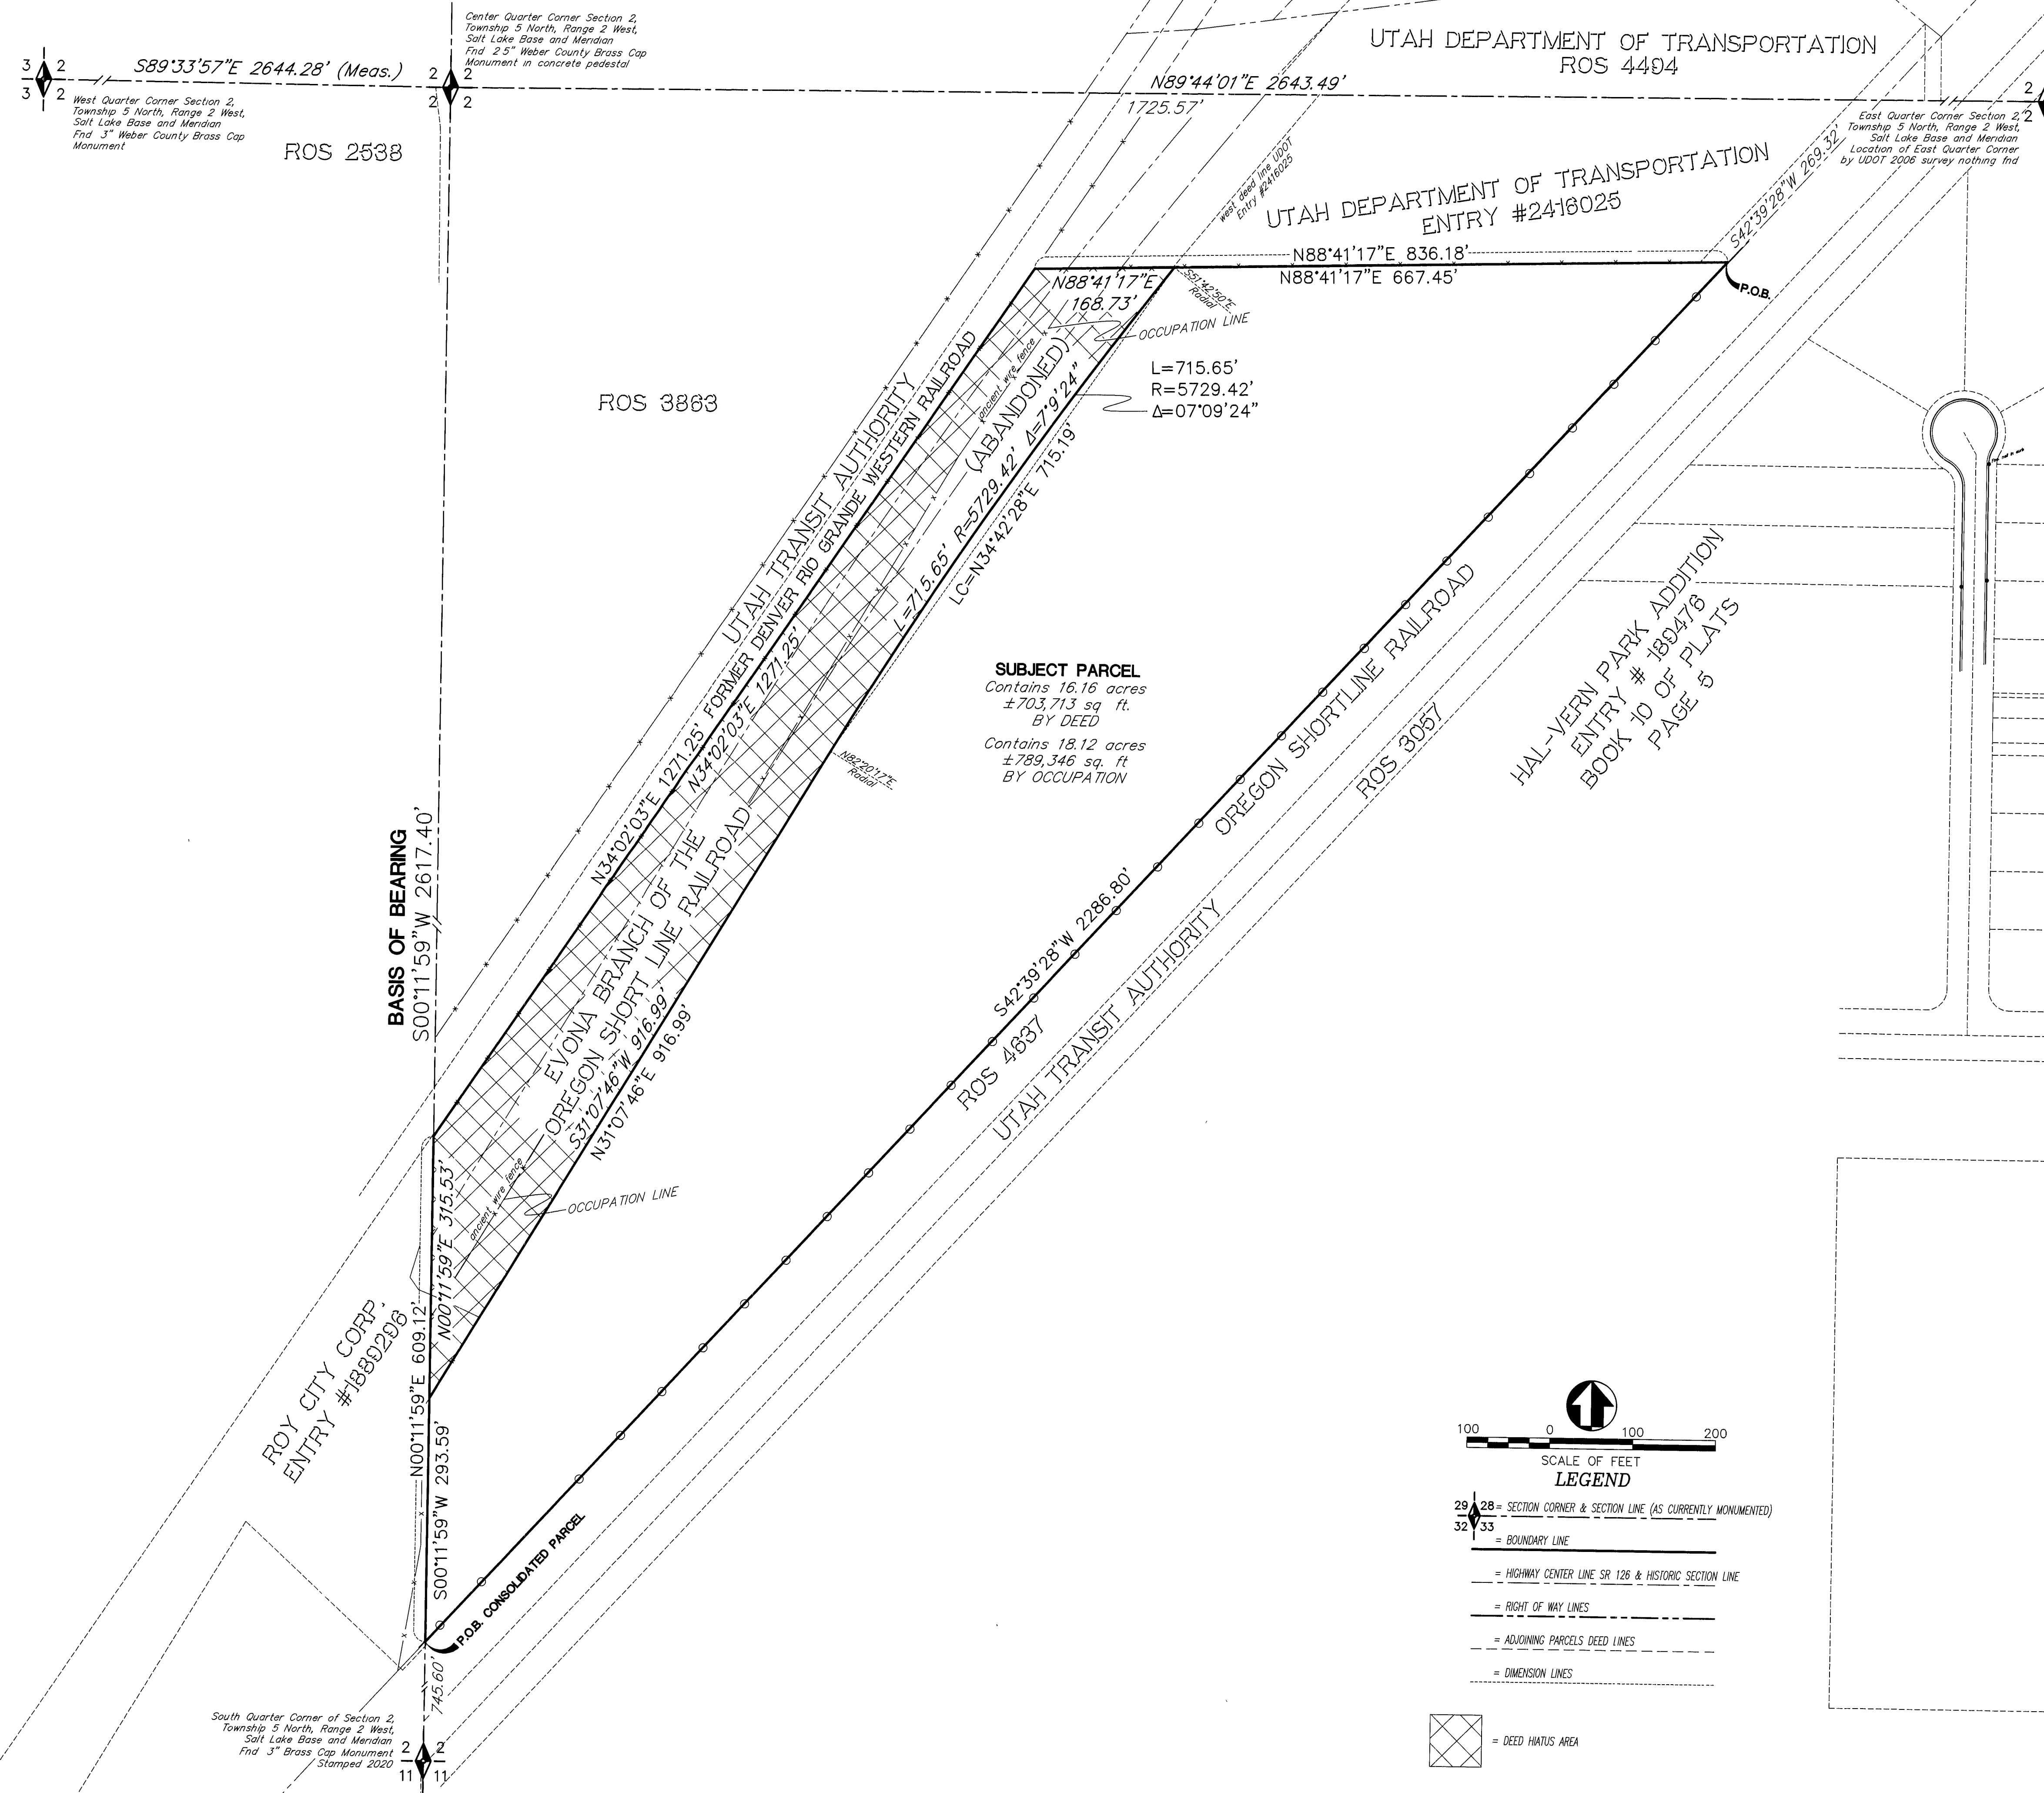 Center Quarter Corner Section 2,
Township 5 North, Range 2 West,
Salt Lake Base and Meridian
Fnd 2 5" Weber County Brass Cap
Monument in concrete pedestal
3 2
3 2
S89°33'57"E 2644.28' (Meas.)
2 2
2 2
West Quarter Corner Section 2,
Township 5 North, Range 2 West,
Salt Lake Base and Meridian
Fnd 3" Weber County Brass Cap
Monument
N89°44'01"E 2643.49'
1725.57'
UTAH DEPARTMENT OF TRANSPORTATION
ROS 4494
2
2
East Quarter Corner Section 2,
Township 5 North, Range 2 West,
Salt Lake Base and Meridian
Location of East Quarter Corner
by UDOT 2006 survey nothing fnd
ROS 2538
west deed line UDOT
Entry #2416025
UTAH DEPARTMENT OF TRANSPORTATION
ENTRY #2416025
S42°39'28"W 269.32'
N88°41'17"E 836.18'
N88°41'17"E 667.45'
P.O.B.
N88°41'17"E
168.73'
S51°42'50"E
Radial
OCCUPATION LINE
ROS 3863
L=715.65'
R=5729.42'
Δ=07°09'24"
UTAH TRANSIT AUTHORITY
FORMER DENVER RIO GRANDE WESTERN RAILROAD
ancient wire fence
(ABANDONED)
L=715.65' R=5729.42' Δ=7°9'24"
LC=N34°42'28"E 715.19'
N34°02'03"E 1271.25'
N34°02'03"E 1271.25'
SUBJECT PARCEL
Contains 16.16 acres
±703,713 sq ft.
BY DEED
Contains 18.12 acres
±789,346 sq. ft
BY OCCUPATION
N82°20'17"E
Radial
OREGON SHORTLINE RAILROAD
ROS 3057
HAL-VERN PARK ADDITION
ENTRY # 189476
BOOK 10 OF PLATS
PAGE 5
BASIS OF BEARING
S00°11'59"W 2617.40'
EVONA BRANCH OF THE
OREGON SHORT LINE RAILROAD
S31°07'46"W 916.99'
N31°07'46"E 916.99'
S42°39'28"W 2286.80'
ROS 4637
UTAH TRANSIT AUTHORITY
N00°11'59"E 315.53'
ancient wire fence
OCCUPATION LINE
N00°11'59"E 609.12'
ROY CITY CORP.
ENTRY #1880296
S00°11'59"W 293.59'
P.O.B. CONSOLIDATED PARCEL
745.60'
South Quarter Corner of Section 2,
Township 5 North, Range 2 West,
Salt Lake Base and Meridian
Fnd 3" Brass Cap Monument
Stamped 2020
2 2
11 11
100 0 100 200
SCALE OF FEET
LEGEND
29 28
32 33
= SECTION CORNER & SECTION LINE (AS CURRENTLY MONUMENTED)
= BOUNDARY LINE
= HIGHWAY CENTER LINE SR 126 & HISTORIC SECTION LINE
= RIGHT OF WAY LINES
= ADJOINING PARCELS DEED LINES
= DIMENSION LINES
= DEED HIATUS AREA